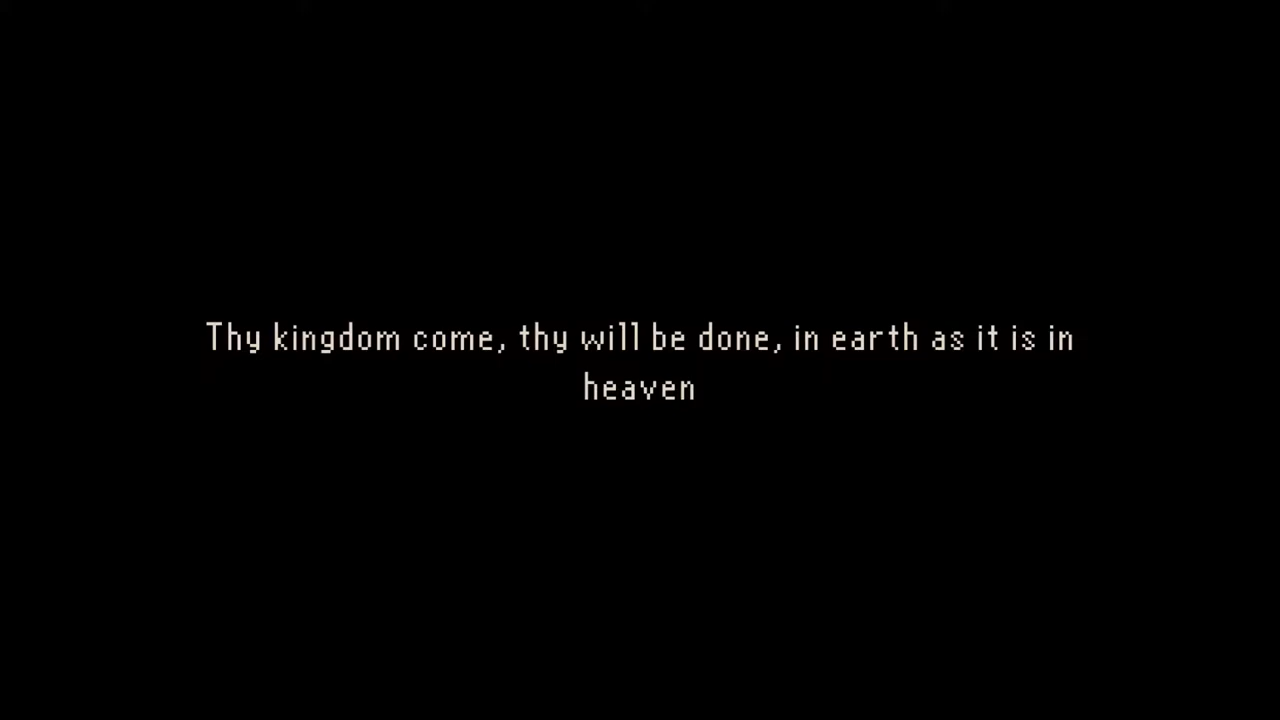 Thy kingdom come, thy will be done, in earth as it is in
heaven